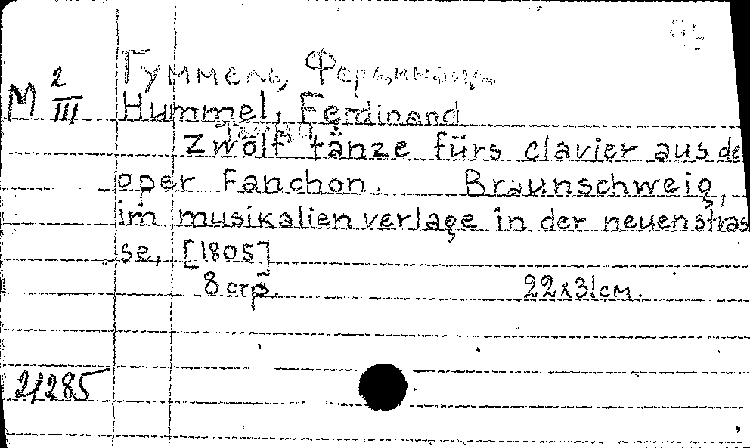 Гуммель, Фердинанд
M 2/III
Hummel, Ferdinand
Zwölf tänze fürs clavier aus de
oper Fanchon. Braunschweig,
im musikalien verlage in der neuenstras
se, [1805]
8 стр. 22x31см.
21285